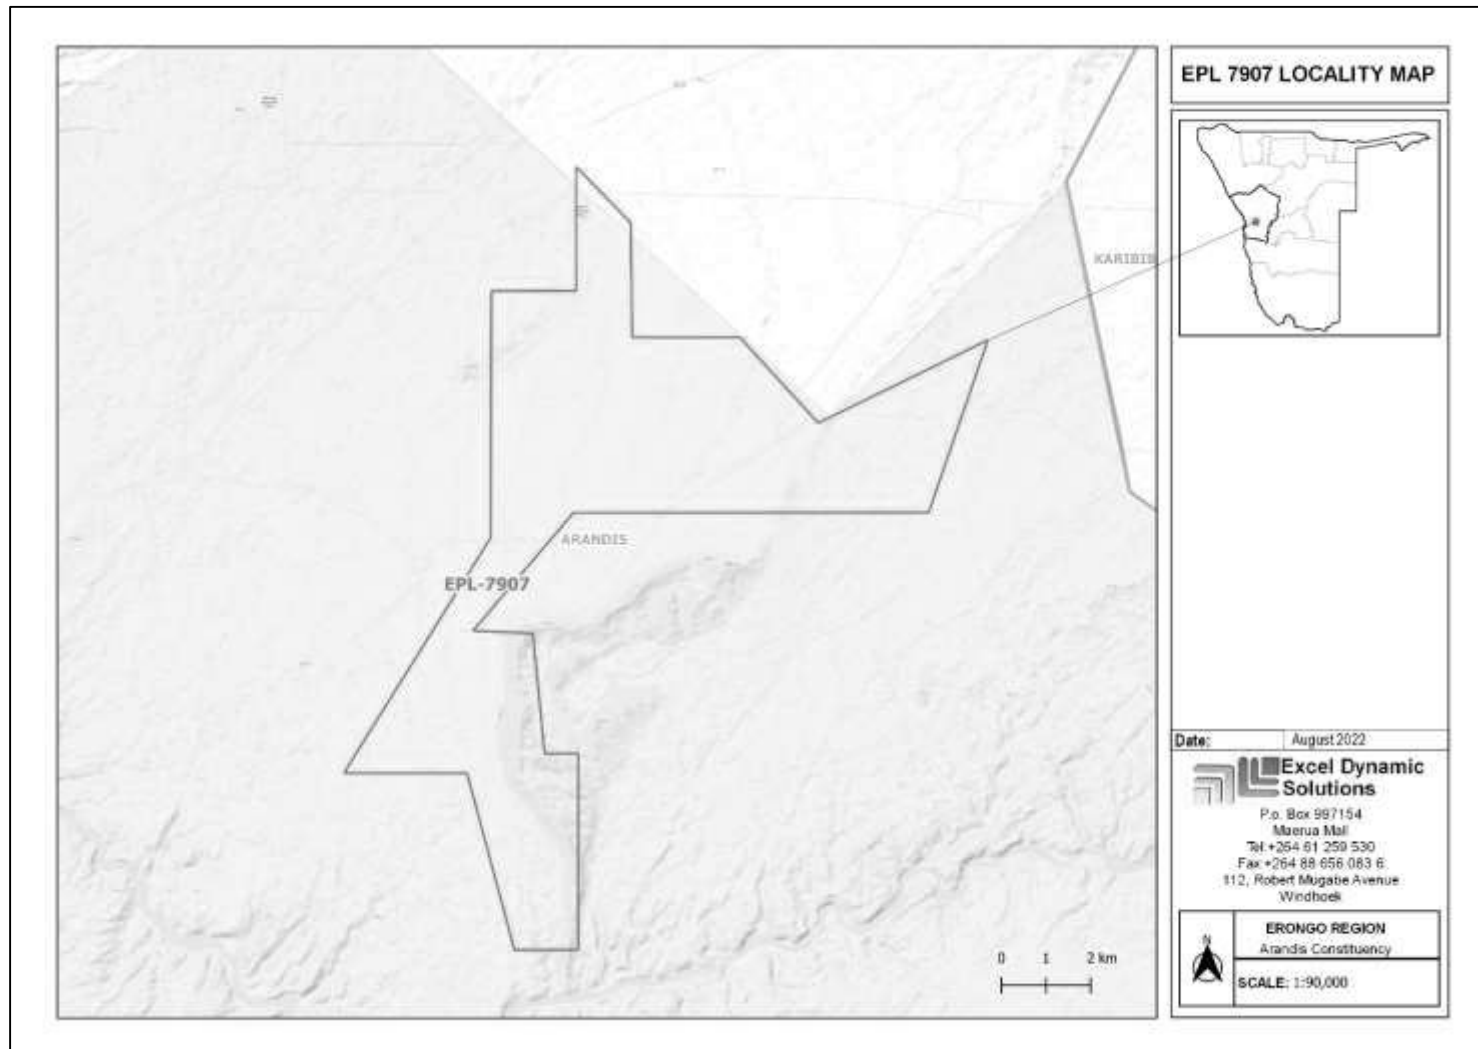 EPL 7907 LOCALITY MAP
KARIBIB
ARANDIS
EPL-7907
0 1 2 km
Date: August 2022
Excel Dynamic
Solutions
P.o. Box 997154
Maerua Mall
Tel:+264 61 259 530
Fax:+264 88 656 083 6
112, Robert Mugabe Avenue
Windhoek
N
ERONGO REGION
Arandis Constituency
SCALE: 1:90,000